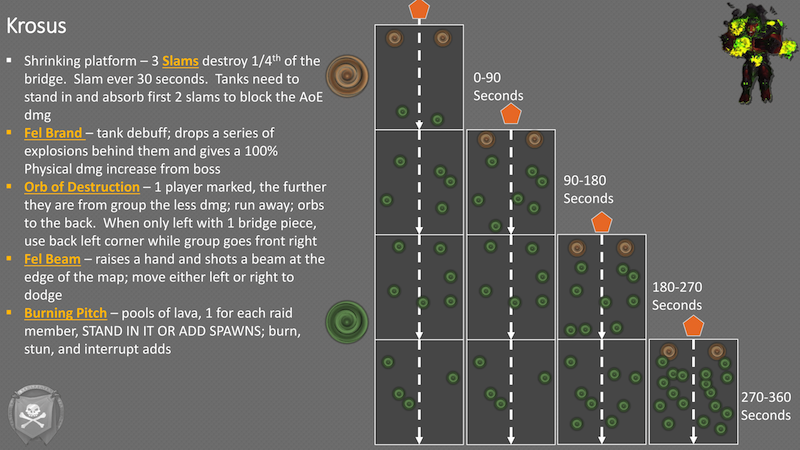 Krosus
Shrinking platform – 3 Slams destroy 1/4th of the
bridge. Slam ever 30 seconds. Tanks need to
stand in and absorb first 2 slams to block the AoE
dmg
Fel Brand – tank debuff; drops a series of
explosions behind them and gives a 100%
Physical dmg increase from boss
Orb of Destruction – 1 player marked, the further
they are from group the less dmg; run away; orbs
to the back. When only left with 1 bridge piece,
use back left corner while group goes front right
Fel Beam – raises a hand and shots a beam at the
edge of the map; move either left or right to
dodge
Burning Pitch – pools of lava, 1 for each raid
member, STAND IN IT OR ADD SPAWNS; burn,
stun, and interrupt adds
0-90
Seconds
90-180
Seconds
180-270
Seconds
270-360
Seconds